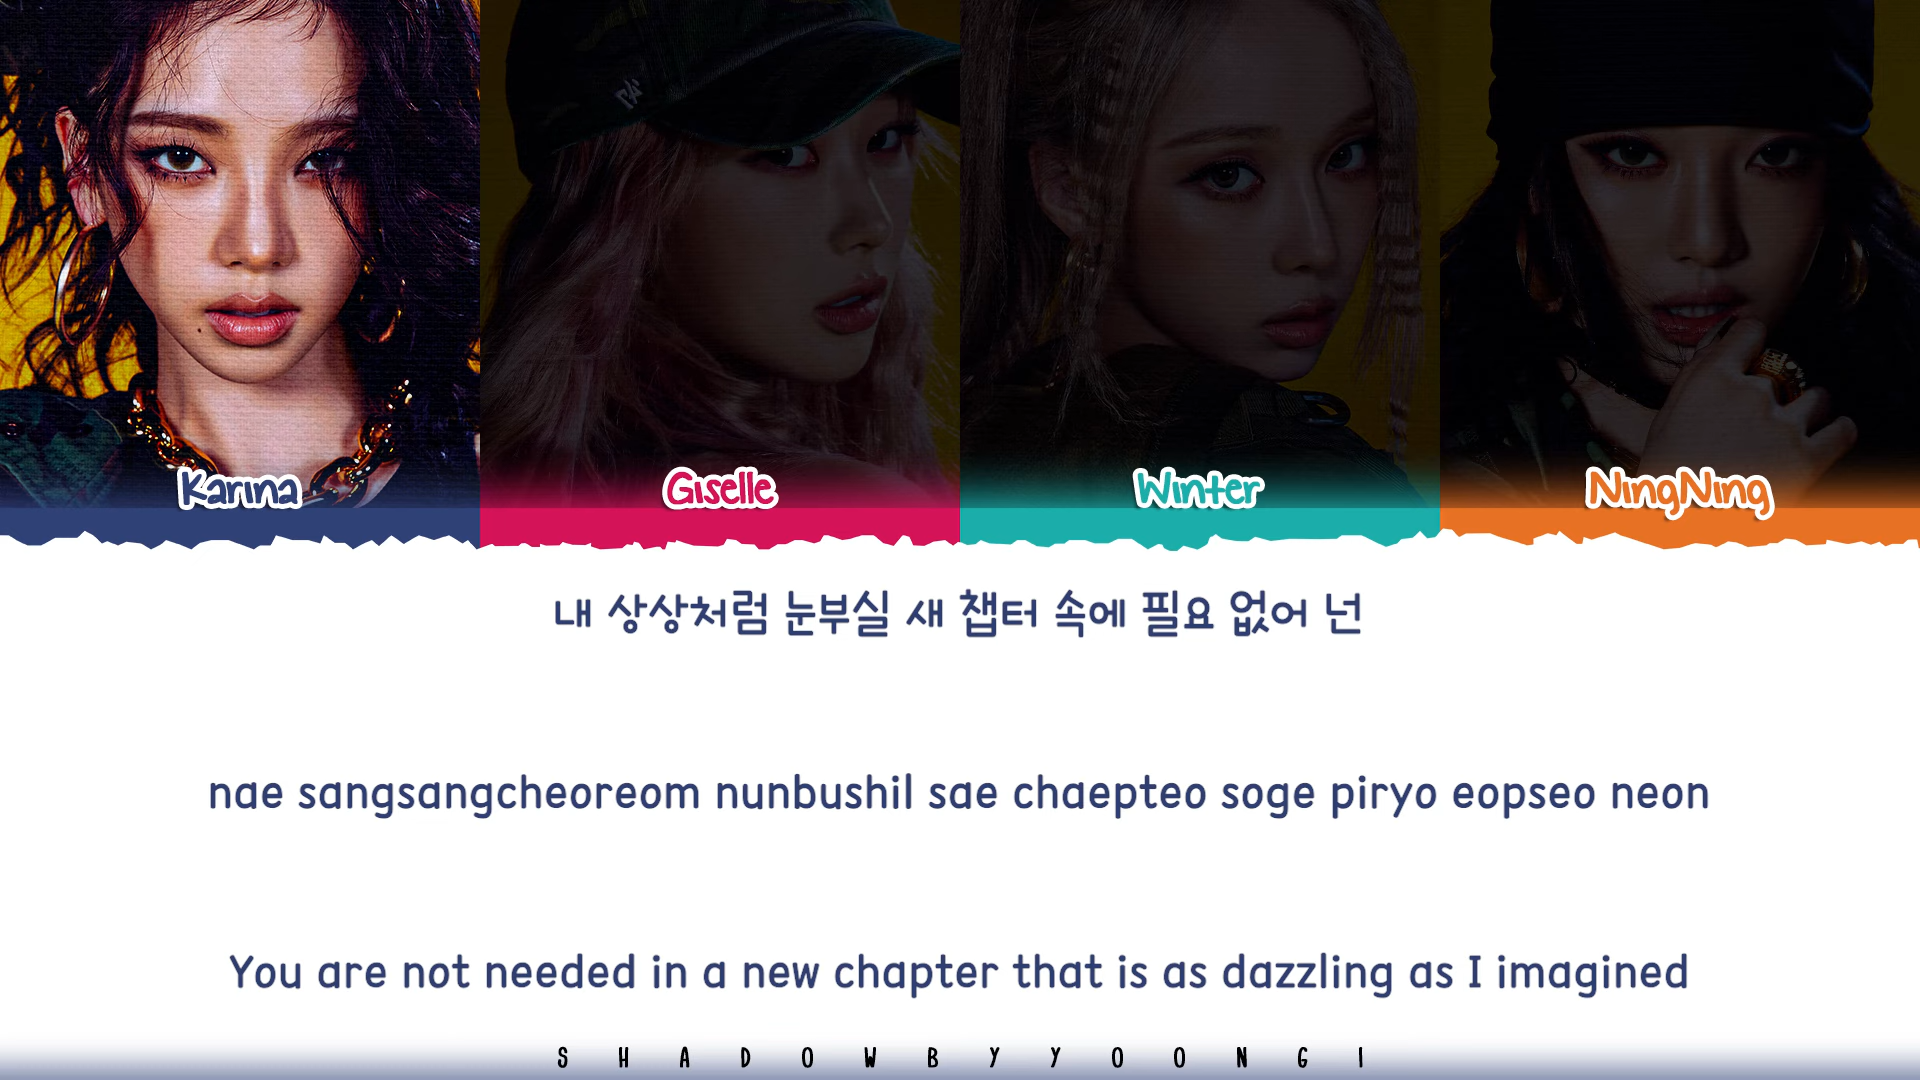 Karina Giselle Winter NingNing
내 상상처럼 눈부실 새 챕터 속에 필요 없어 넌
nae sangsangcheoreom nunbushil sae chaepteo soge piryo eopseo neon
You are not needed in a new chapter that is as dazzling as I imagined
SHADOWBYYOONGI